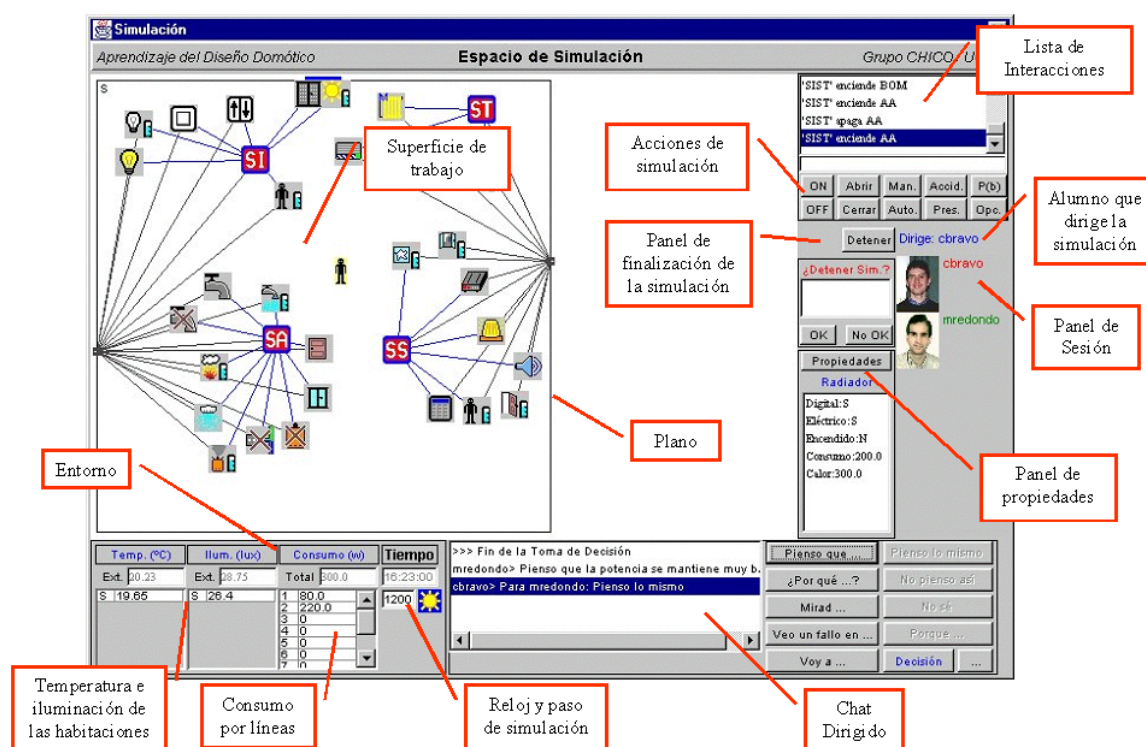 Simulación
Aprendizaje del Diseño Domótico
Espacio de Simulación
Grupo CHICO / U
Lista de
Interacciones
S
M
SI
ST
SA
SS
Superficie de
trabajo
'SIST' enciende BOM
'SIST' enciende AA
'SIST' apaga AA
'SIST' enciende AA
Acciones de
simulación
ON Abrir Man. Accid. P(b)
OFF Cerrar Auto. Pres. Opc.
Alumno que
dirige la
simulación
Panel de
finalización de
la simulación
Detener
Dirige: cbravo
¿Detener Sim.?
cbravo
OK
No OK
mredondo
Panel de
Sesión
Propiedades
Radiador
Digital:S
Eléctrico:S
Encendido:N
Consumo:200.0
Calor:300.0
Plano
Panel de
propiedades
Entorno
Temp. (ºC)
Ilum. (lux)
Consumo (w)
Tiempo
Ext. 20.23
Ext. 28.75
Total 300.0
16:23:00
S 19.65
S 26.4
1 80.0
2 220.0
3 0
4 0
5 0
6 0
7 0
1200
>>> Fin de la Toma de Decisión
mredondo> Pienso que la potencia se mantiene muy b.
cbravo> Para mredondo: Pienso lo mismo
Pienso que ...
Pienso lo mismo
¿Por qué ...?
No pienso así
Mirad ...
No sé
Veo un fallo en ...
Porque ...
Voy a ...
Decisión
...
Temperatura e
iluminación de
las habitaciones
Consumo
por líneas
Reloj y paso
de simulación
Chat
Dirigido